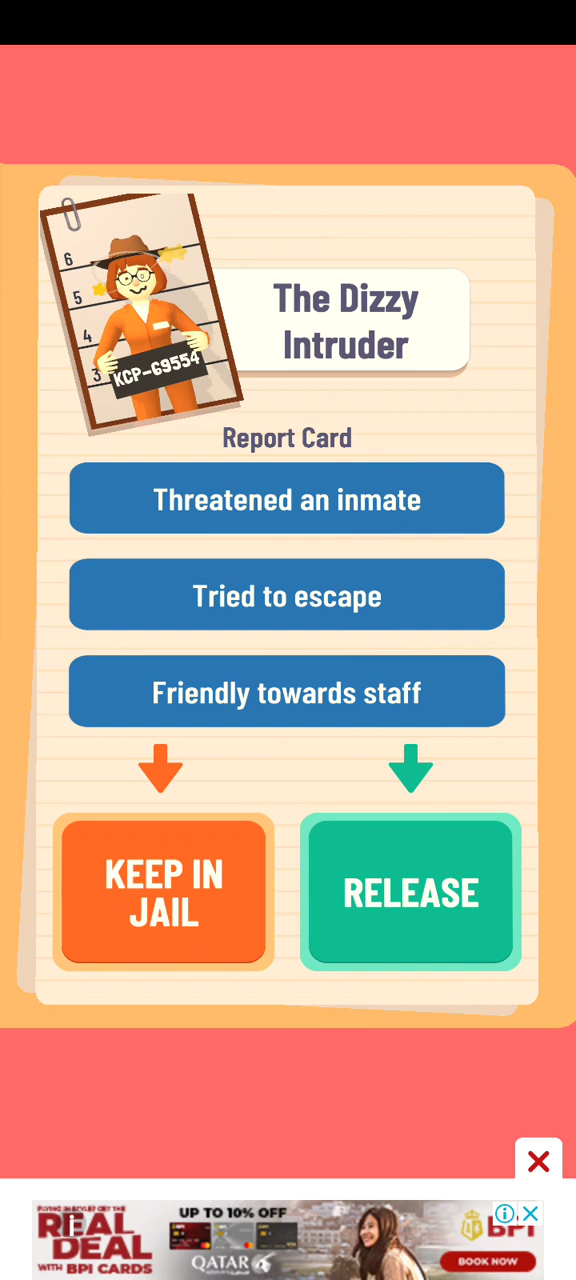 6
5
4
3
KCP-69554
The Dizzy
Intruder
Report Card
Threatened an inmate
Tried to escape
Friendly towards staff
KEEP IN
JAIL
RELEASE
REAL
DEAL
WITH BPI CARDS
UP TO 10% OFF
QATAR
BPI
BOOK NOW